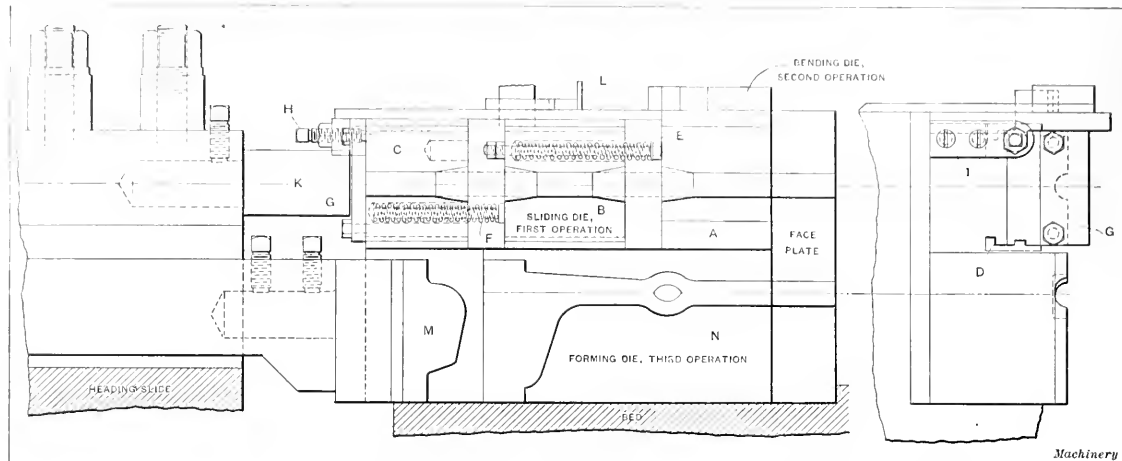 BENDING DIE,
SECOND OPERATION
L
H
E
C
K
I
G
B
G
SLIDING DIE,
FIRST OPERATION
A
F
FACE
PLATE
D
M
N
FORMING DIE, THIRD OPERATION
HEADING SLIDE
BED
Machinery